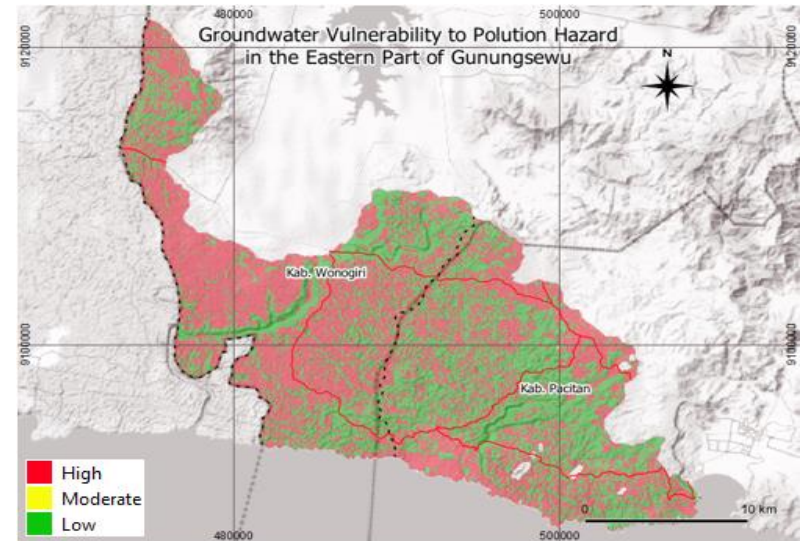 480000
500000
Groundwater Vulnerability to Polution Hazard
in the Eastern Part of Gunungsewu
9120000
9120000
N
Kab. Wonogiri
9100000
9100000
Kab. Pacitan
High
Moderate
Low
0 10 km
480000
500000